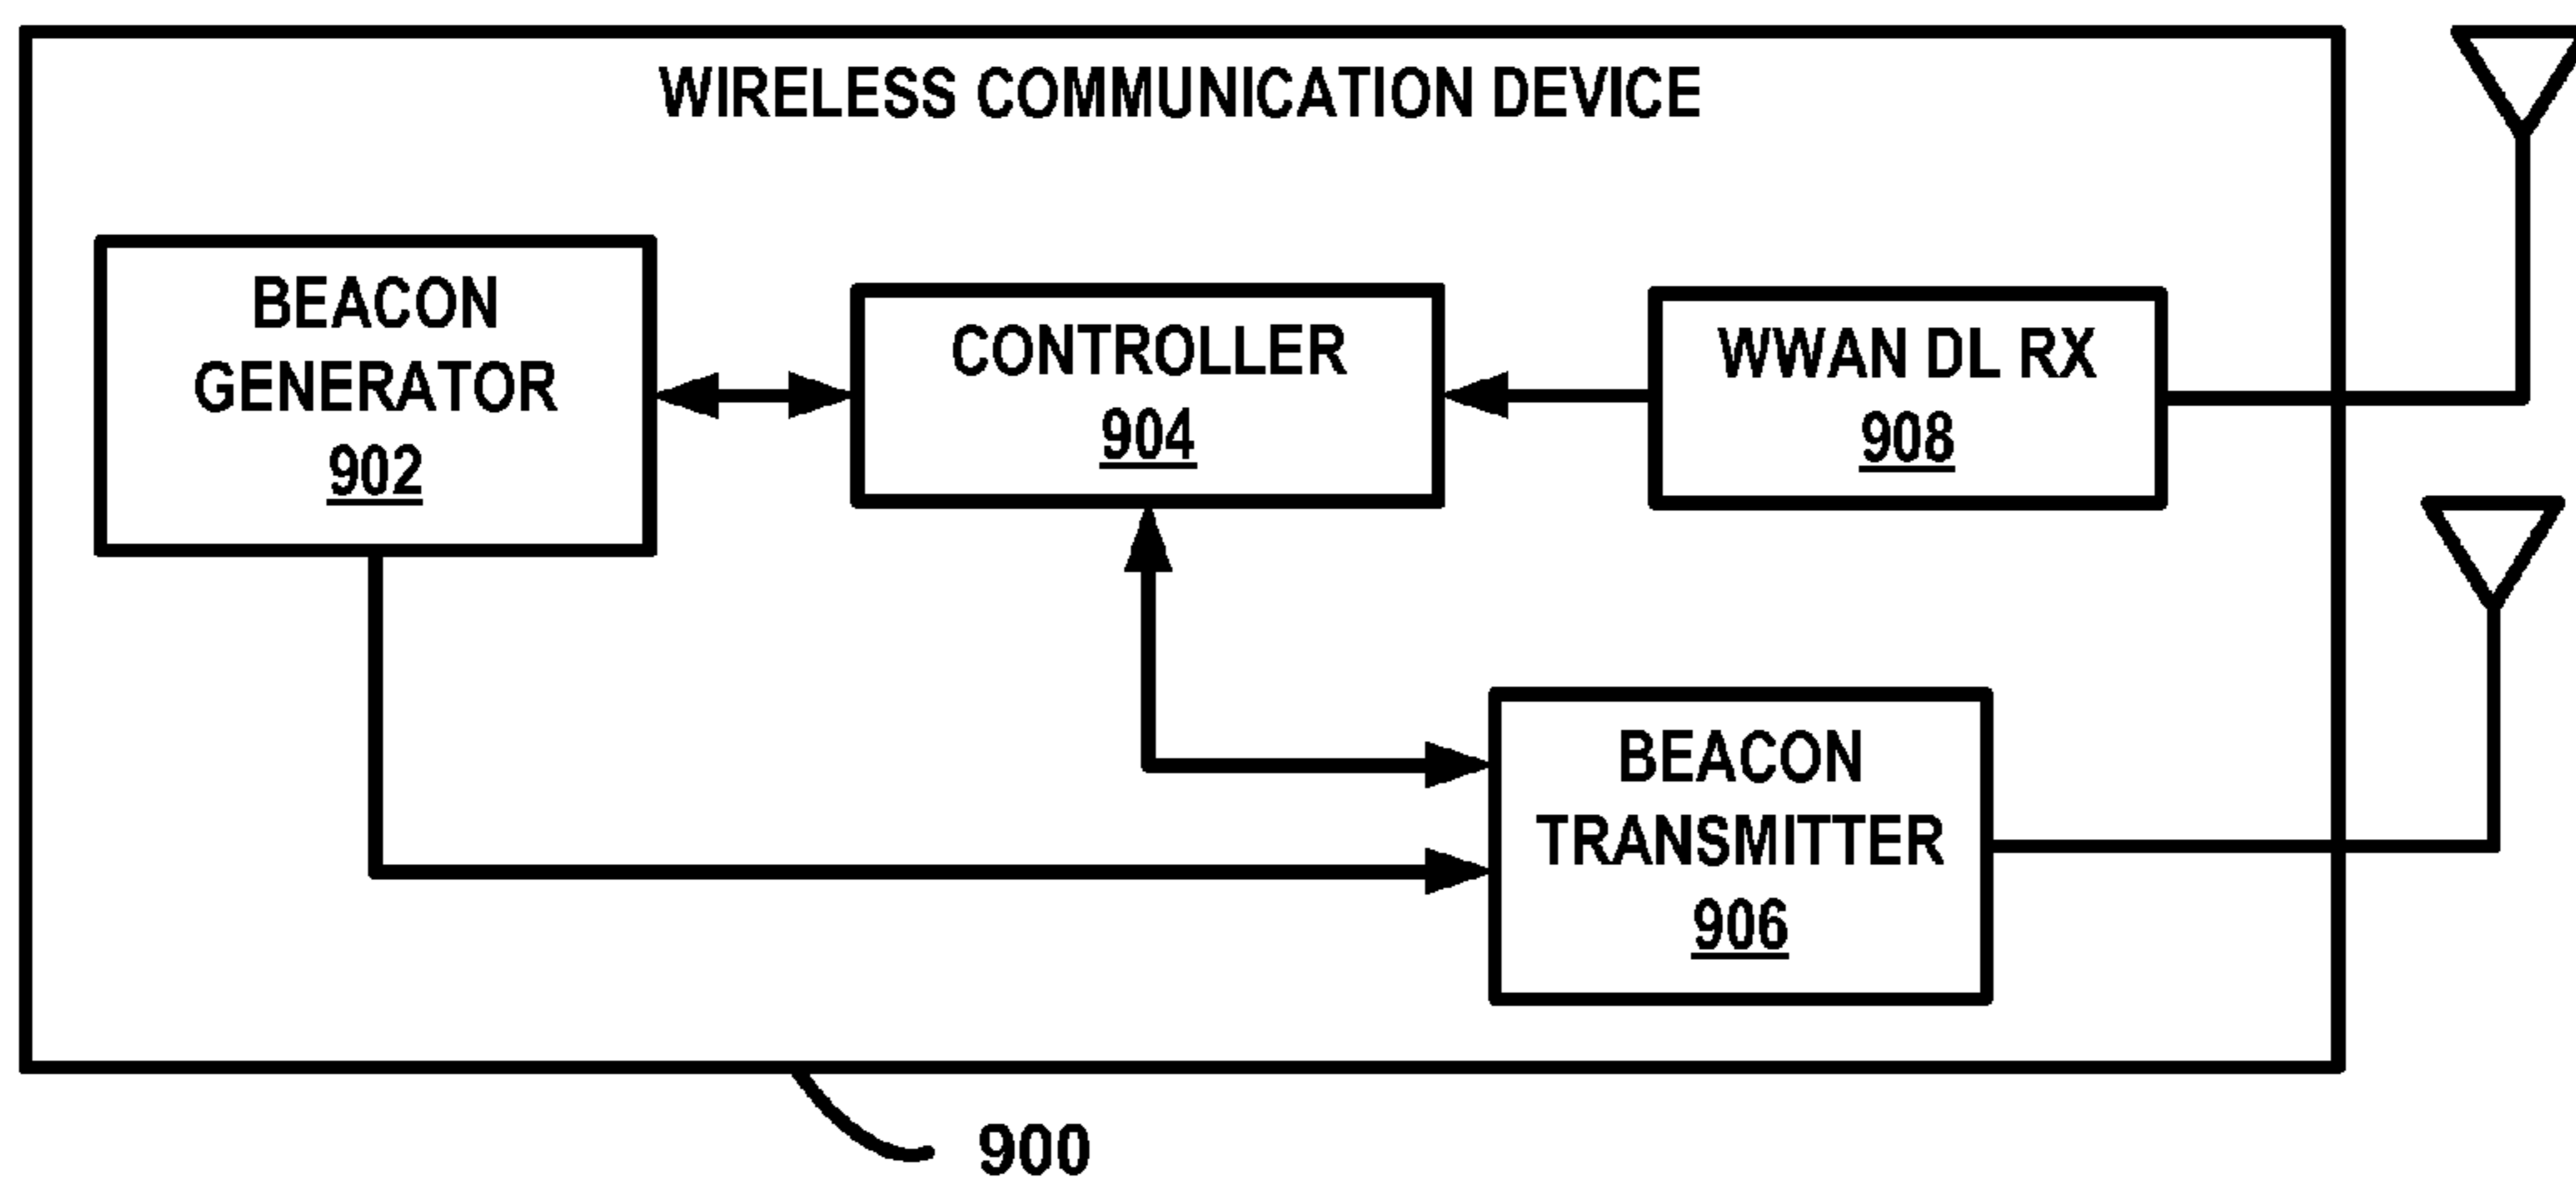 WIRELESS COMMUNICATION DEVICE
BEACON
GENERATOR
902
CONTROLLER
904
WWAN DL RX
908
BEACON
TRANSMITTER
906
900